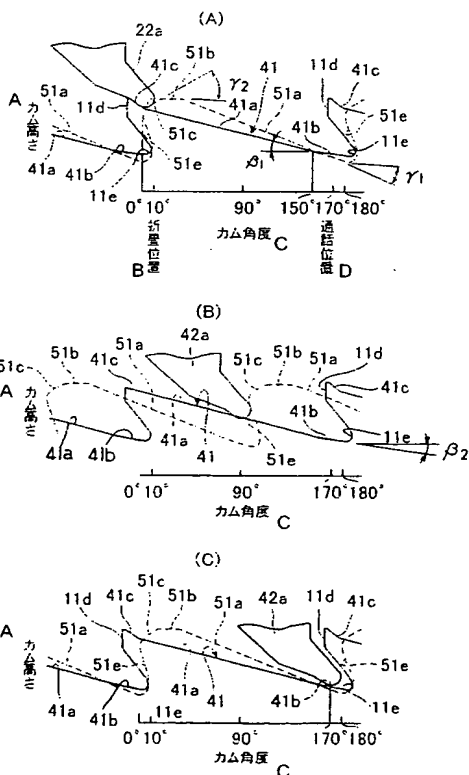 (A)
22a
41c
51b
γ2
41
51a
11d
41c
51a
11d
A
カム高さ
41a
51c
41b
51e
41a
41b
51e
11e
β1
11e
γ1
0° 10°
90°
150°
170°
180°
折畳位置
カム角度
通話位置
B
C
D
(B)
51c
51b
41c
51a
42a
51c
51b
51a
11d
41c
A
カム高さ
41a
41b
41a
41
51e
41b
11e
β2
0° 10°
90°
170°
180°
カム角度
C
(C)
11d
41c
51c
51b
51a
42a
11d
41c
A
カム高さ
51a
51e
51e
41a
41b
11e
41a
41
41b
11e
0° 10°
90°
170°
180°
カム角度
C